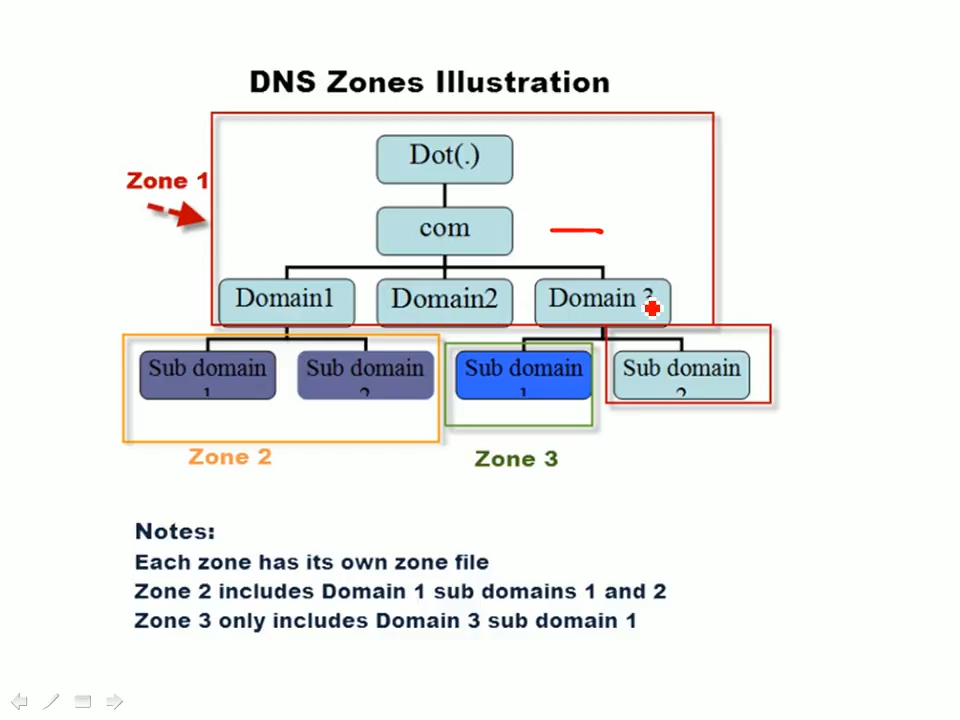 DNS Zones Illustration
Dot(.)
Zone 1
com
Domain1
Domain2
Domain 3
Sub domain
1
Sub domain
2
Sub domain
1
Sub domain
2
Zone 2
Zone 3
Notes:
Each zone has its own zone file
Zone 2 includes Domain 1 sub domains 1 and 2
Zone 3 only includes Domain 3 sub domain 1